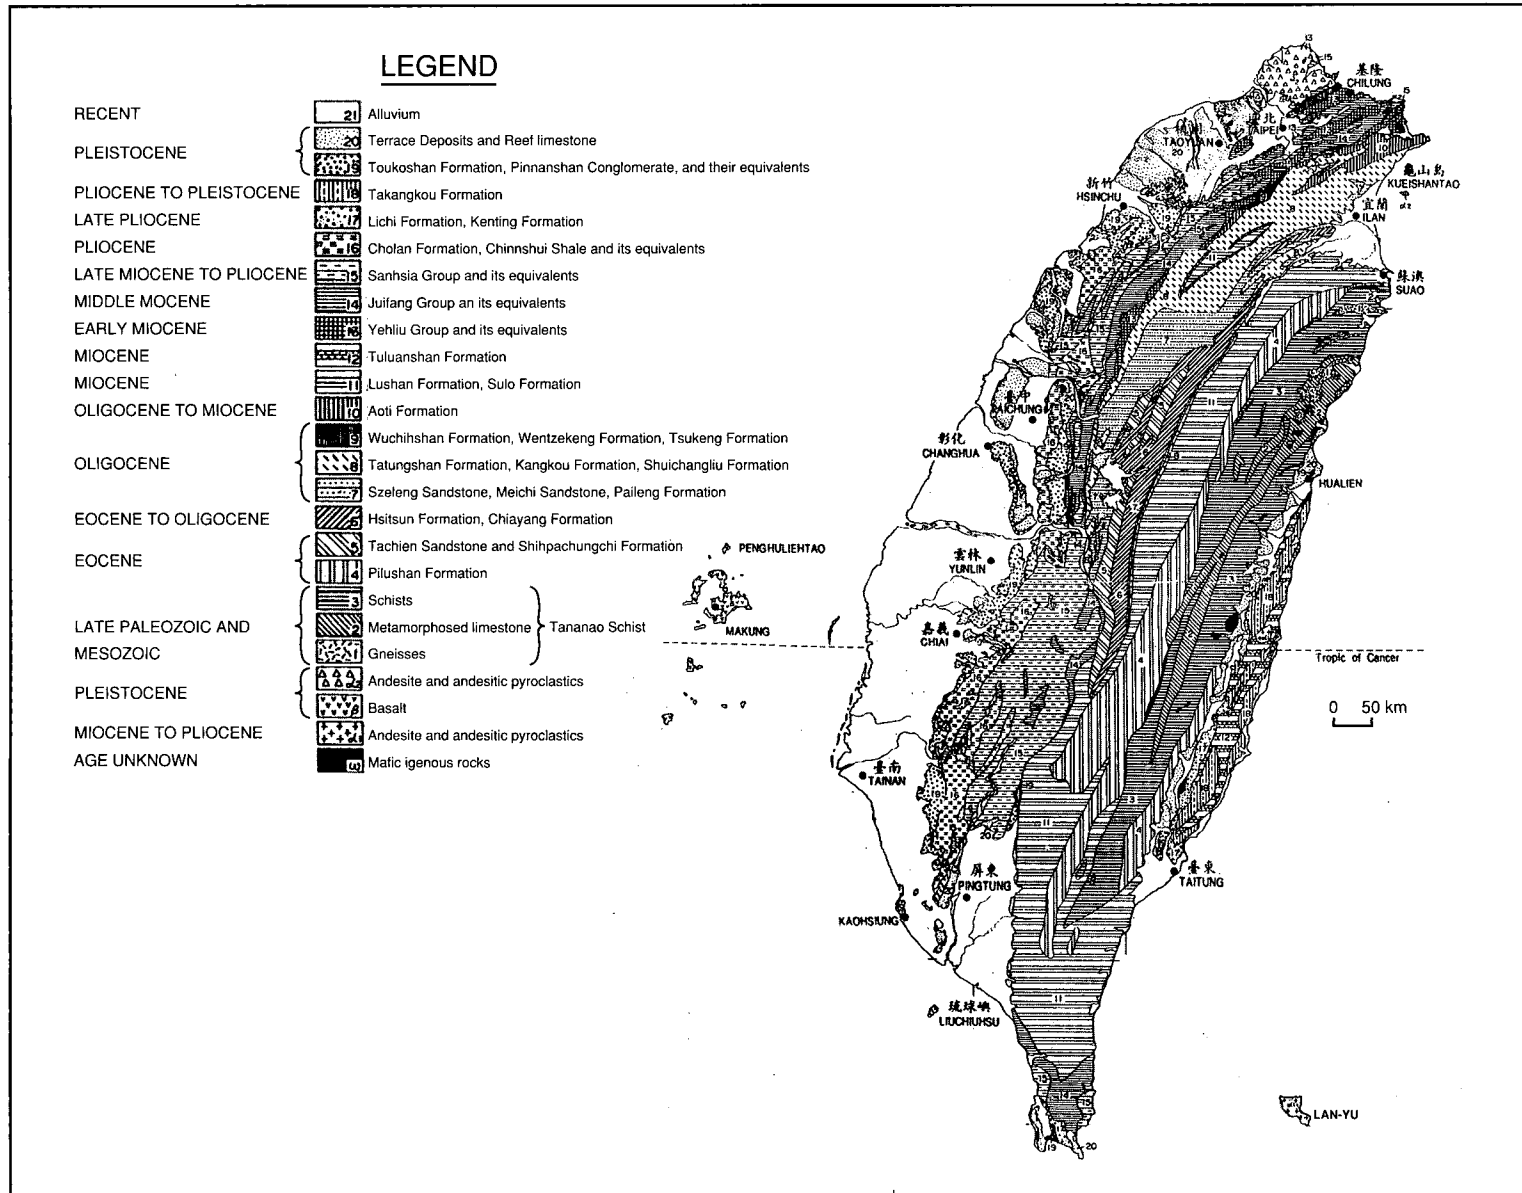 LEGEND
RECENT 21 Alluvium
PLEISTOCENE
20 Terrace Deposits and Reef limestone
19 Toukoshan Formation, Pinnanshan Conglomerate, and their equivalents
PLIOCENE TO PLEISTOCENE 18 Takangkou Formation
LATE PLIOCENE 17 Lichi Formation, Kenting Formation
PLIOCENE 16 Cholan Formation, Chinnshui Shale and its equivalents
LATE MIOCENE TO PLIOCENE 15 Sanhsia Group and its equivalents
MIDDLE MOCENE 14 Juifang Group an its equivalents
EARLY MIOCENE Yehliu Group and its equivalents
MIOCENE 12 Tuluanshan Formation
MIOCENE 11 Lushan Formation, Sulo Formation
OLIGOCENE TO MIOCENE 10 Aoti Formation
OLIGOCENE
9 Wuchihshan Formation, Wentzekeng Formation, Tsukeng Formation
8 Tatungshan Formation, Kangkou Formation, Shuichangliu Formation
7 Szeleng Sandstone, Meichi Sandstone, Paileng Formation
EOCENE TO OLIGOCENE 6 Hsitsun Formation, Chiayang Formation
EOCENE
5 Tachien Sandstone and Shihpachungchi Formation
4 Pilushan Formation
LATE PALEOZOIC AND
MESOZOIC
3 Schists
2 Metamorphosed limestone
1 Gneisses
Tananao Schist
PLEISTOCENE
Andesite and andesitic pyroclastics
β Basalt
MIOCENE TO PLIOCENE Andesite and andesitic pyroclastics
AGE UNKNOWN ω Mafic igenous rocks
基隆
CHILUNG
臺北
TAIPEI
桃園
TAOYUAN
新竹
HSINCHU
龜山島
KUEISHANTAO
宜蘭
ILAN
蘇澳
SUAO
臺中
TAICHUNG
彰化
CHANGHUA
HUALIEN
雲林
YUNLIN
PENGHULIEHTAO
MAKUNG
嘉義
CHIAI
Tropic of Cancer
0 50 km
臺南
TAINAN
屏東
PINGTUNG
臺東
TAITUNG
KAOHSIUNG
琉球嶼
LIUCHIUHSU
LAN-YU